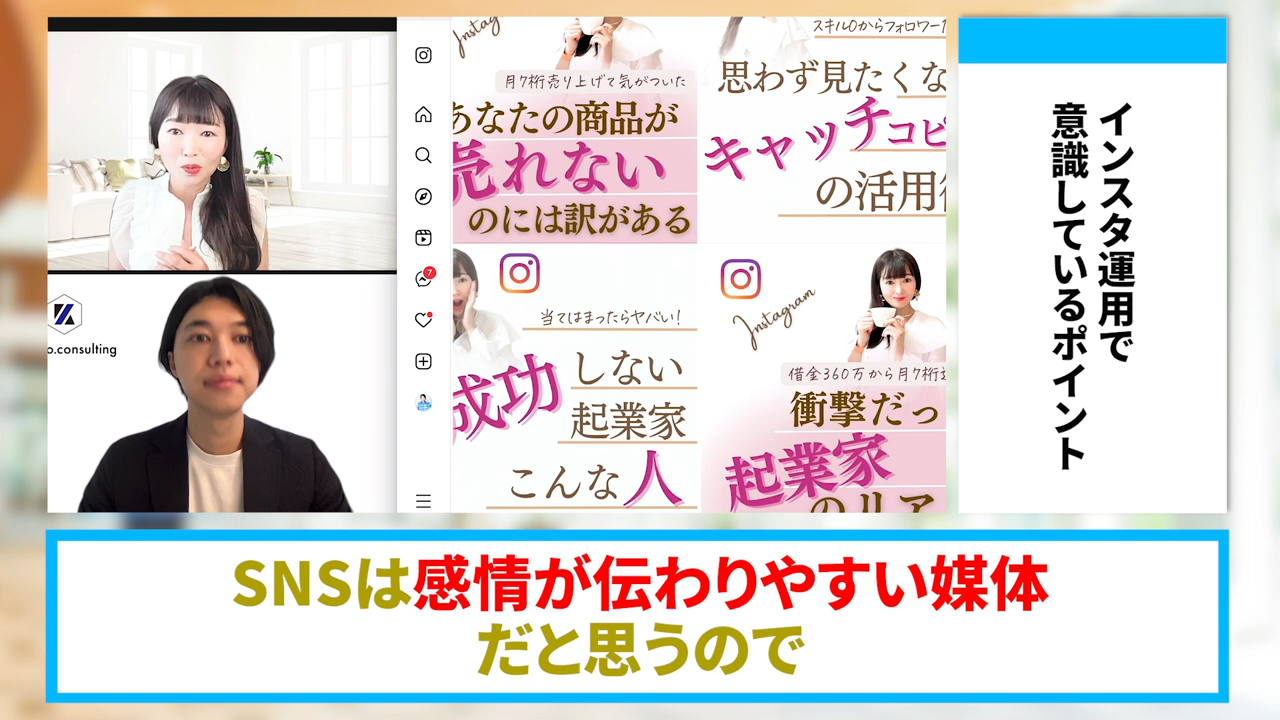 o.consulting
7
Instag
月7桁売り上げて気がついた
あなたの商品が
売れない
のには訳がある
スキル0からフォロワー1
思わず見たくな
キャッチコピ
の活用
当てはまったらヤバい!
成功しない
起業家
こんな人
Instagram
借金360万から月7桁
衝撃だっ
起業家
のリア
インスタ運用で
意識しているポイント
SNSは感情が伝わりやすい媒体
だと思うので